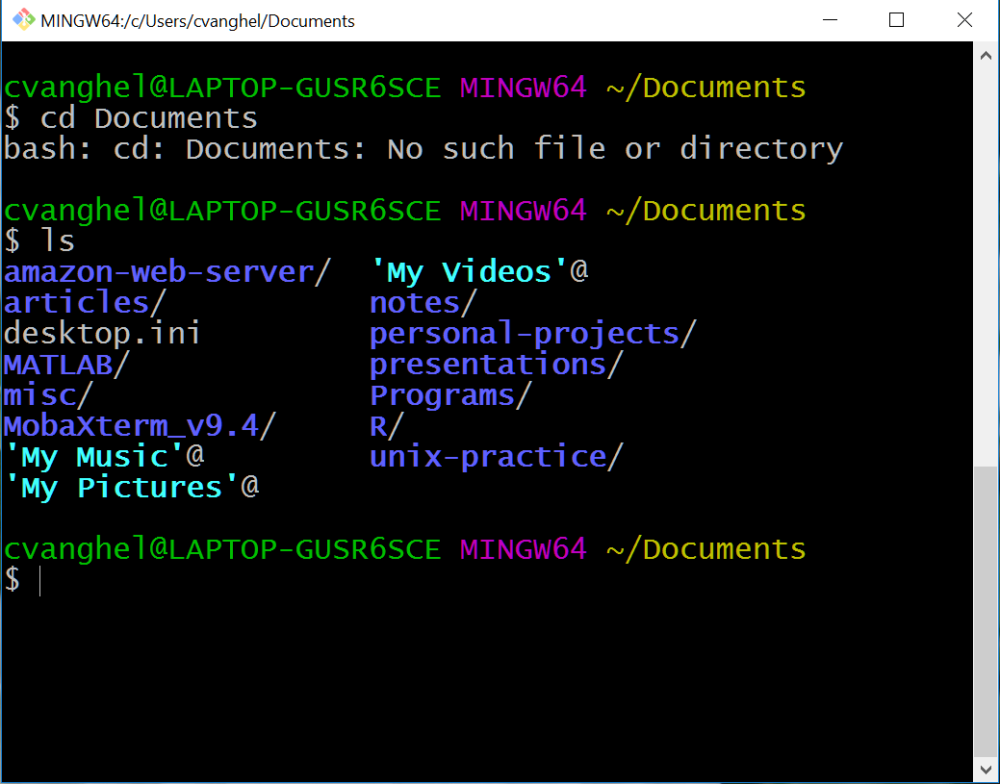 MINGW64:/c/Users/cvanghel/Documents
cvanghel@LAPTOP-GUSR6SCE MINGW64 ~/Documents
$ cd Documents
bash: cd: Documents: No such file or directory
cvanghel@LAPTOP-GUSR6SCE MINGW64 ~/Documents
$ ls
amazon-web-server/  'My Videos'@
articles/           notes/
desktop.ini         personal-projects/
MATLAB/             presentations/
misc/               Programs/
MobaXterm_v9.4/     R/
'My Music'@         unix-practice/
'My Pictures'@
cvanghel@LAPTOP-GUSR6SCE MINGW64 ~/Documents
$